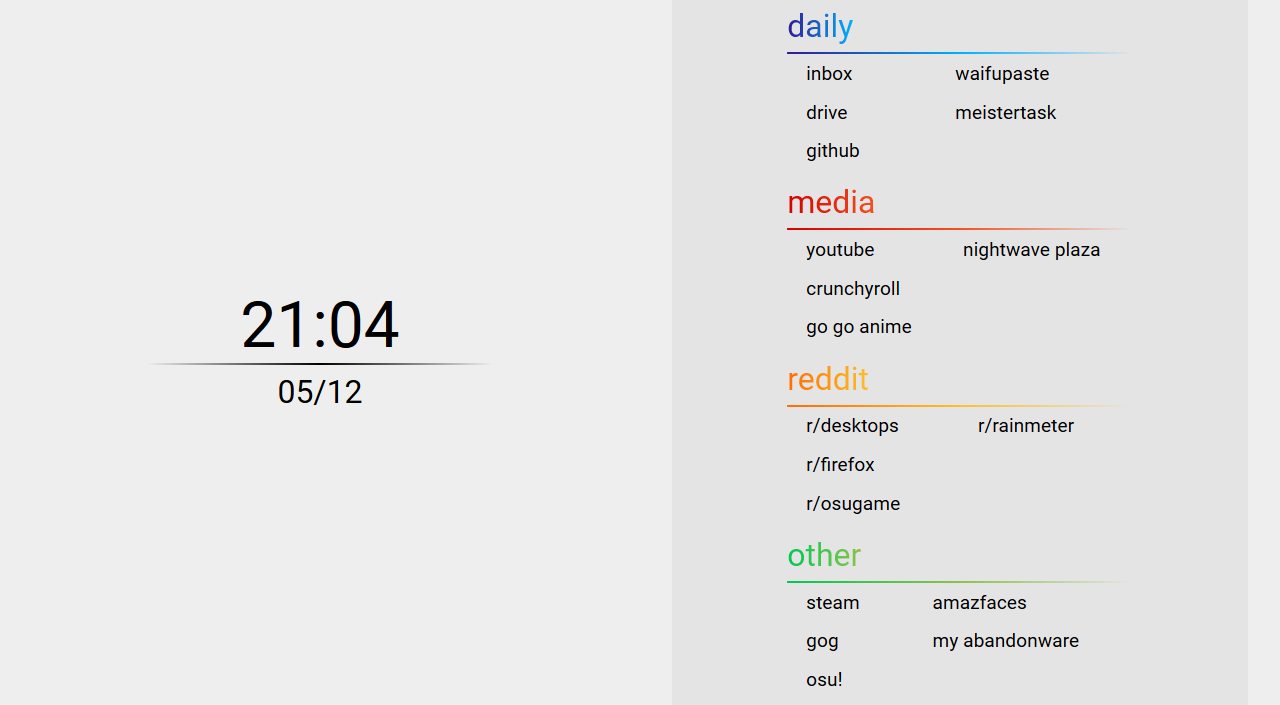 21:04
05/12
daily
inbox waifupaste
drive meistertask
github
media
youtube nightwave plaza
crunchyroll
go go anime
reddit
r/desktops r/rainmeter
r/firefox
r/osugame
other
steam amazfaces
gog my abandonware
osu!